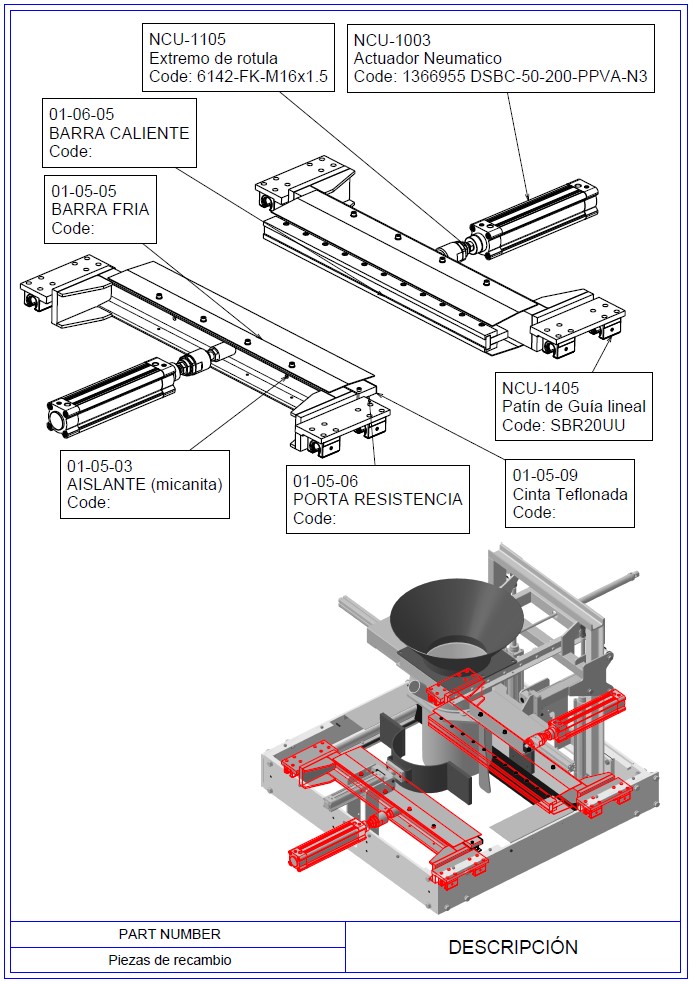 NCU-1105
Extremo de rotula
Code: 6142-FK-M16x1.5
NCU-1003
Actuador Neumatico
Code: 1366955 DSBC-50-200-PPVA-N3
01-06-05
BARRA CALIENTE
Code:
01-05-05
BARRA FRIA
Code:
NCU-1405
Patín de Guía lineal
Code: SBR20UU
01-05-03
AISLANTE (micanita)
Code:
01-05-06
PORTA RESISTENCIA
Code:
01-05-09
Cinta Teflonada
Code:
PART NUMBER
Piezas de recambio
DESCRIPCIÓN